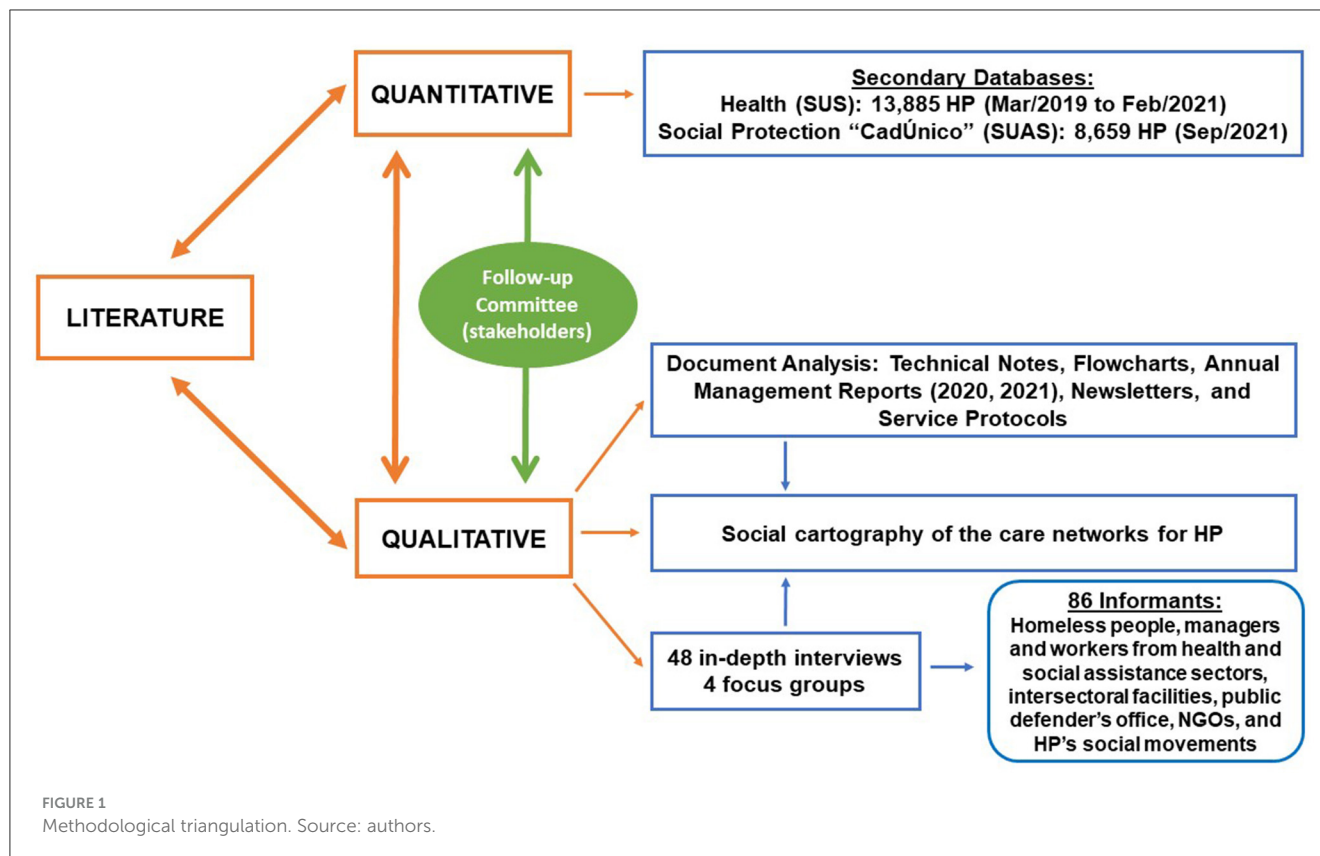 QUANTITATIVE
Secondary Databases:
Health (SUS): 13,885 HP (Mar/2019 to Feb/2021)
Social Protection “CadÚnico” (SUAS): 8,659 HP (Sep/2021)
LITERATURE
Follow-up
Committee
(stakeholders)
QUALITATIVE
Document Analysis: Technical Notes, Flowcharts, Annual
Management Reports (2020, 2021), Newsletters, and
Service Protocols
Social cartography of the care networks for HP
48 in-depth interviews
4 focus groups
86 Informants:
Homeless people, managers
and workers from health and
social assistance sectors,
intersectoral facilities, public
defender’s office, NGOs, and
HP’s social movements
FIGURE 1
Methodological triangulation. Source: authors.